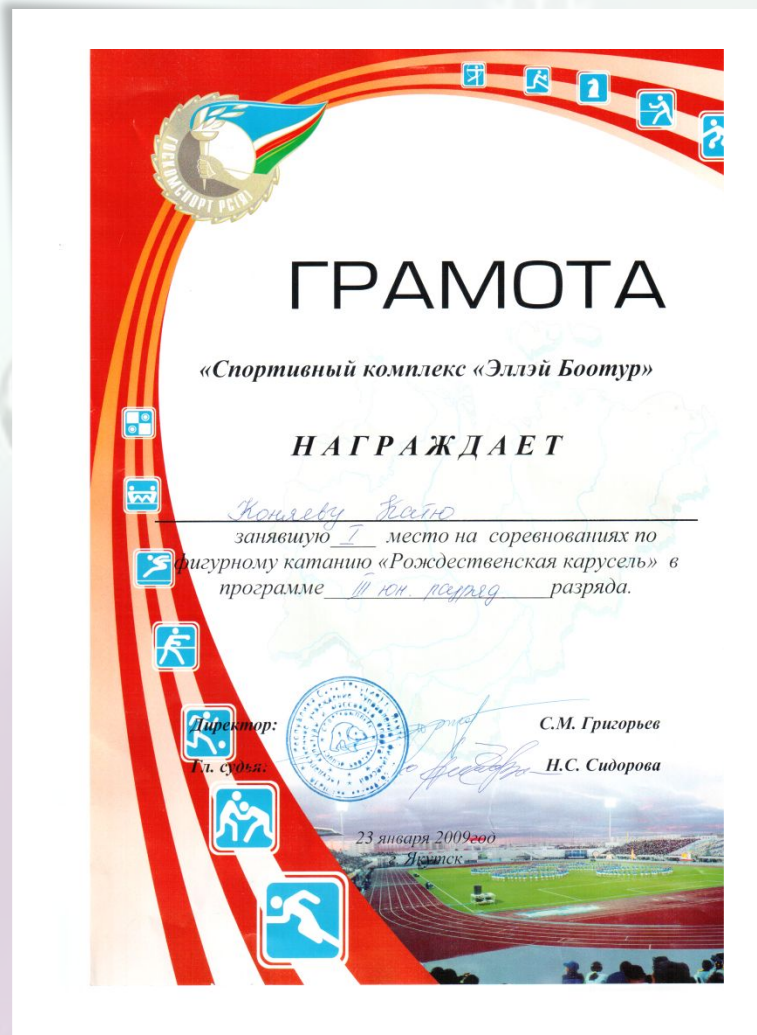 ГОСКОМСПОРТ РС(Я)
ГРАМОТА
«Спортивный комплекс «Эллэй Боотур»
НАГРАЖДАЕТ
Коняеву Катю
занявшую I место на соревнованиях по
фигурному катанию «Рождественская карусель» в
программе III юн. разряд разряда.
Директор: С.М. Григорьев
Гл. судья: Н.С. Сидорова
23 января 2009год
г. Якутск